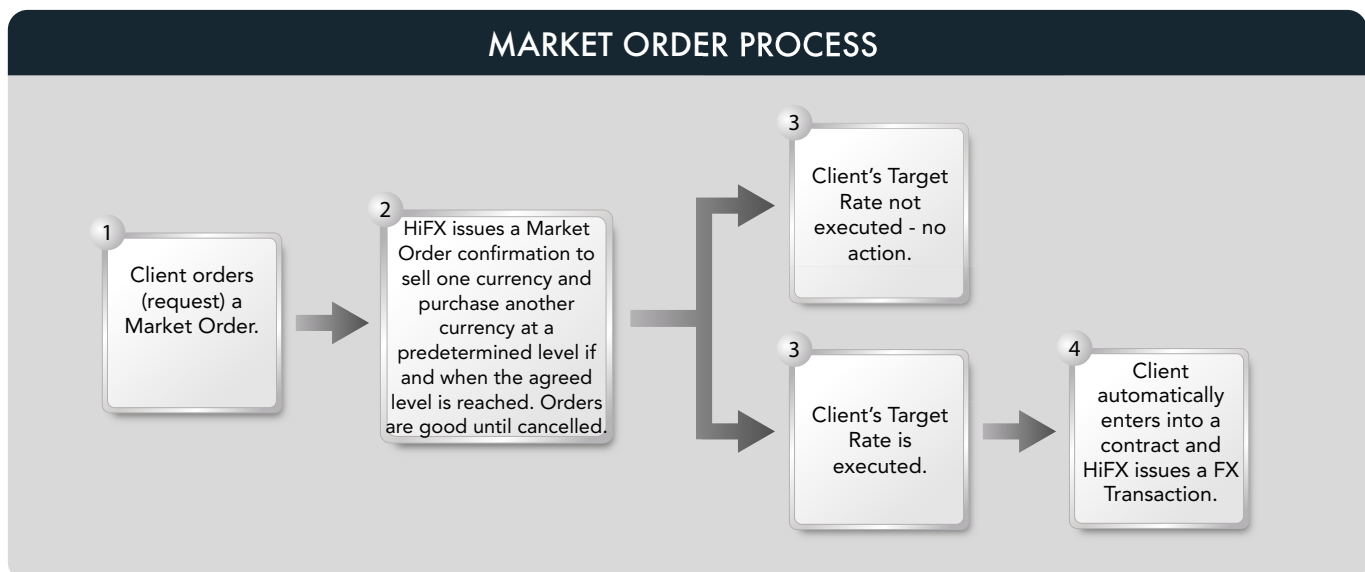 MARKET ORDER PROCESS
1
Client orders
(request) a
Market Order.
2
HiFX issues a Market
Order confirmation to
sell one currency and
purchase another
currency at a
predetermined level if
and when the agreed
level is reached. Orders
are good until cancelled.
3
Client's Target
Rate not
executed - no
action.
3
Client's Target
Rate is
executed.
4
Client
automatically
enters into a
contract and
HiFX issues a FX
Transaction.